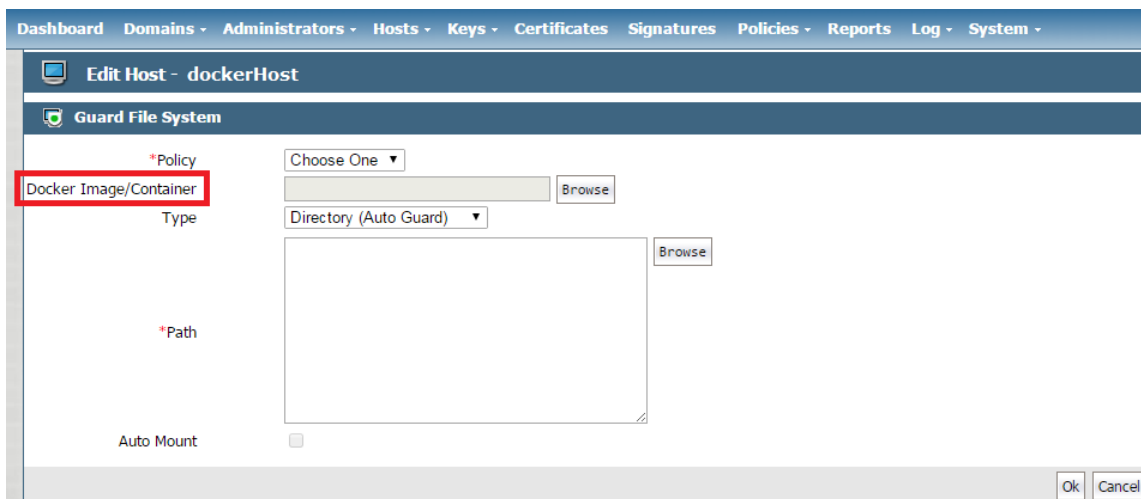 Dashboard Domains Administrators Hosts Keys Certificates Signatures Policies Reports Log System
Edit Host - dockerHost
Guard File System
*Policy Choose One
Docker Image/Container Browse
Type Directory (Auto Guard)
Browse
*Path
Auto Mount
Ok Cancel